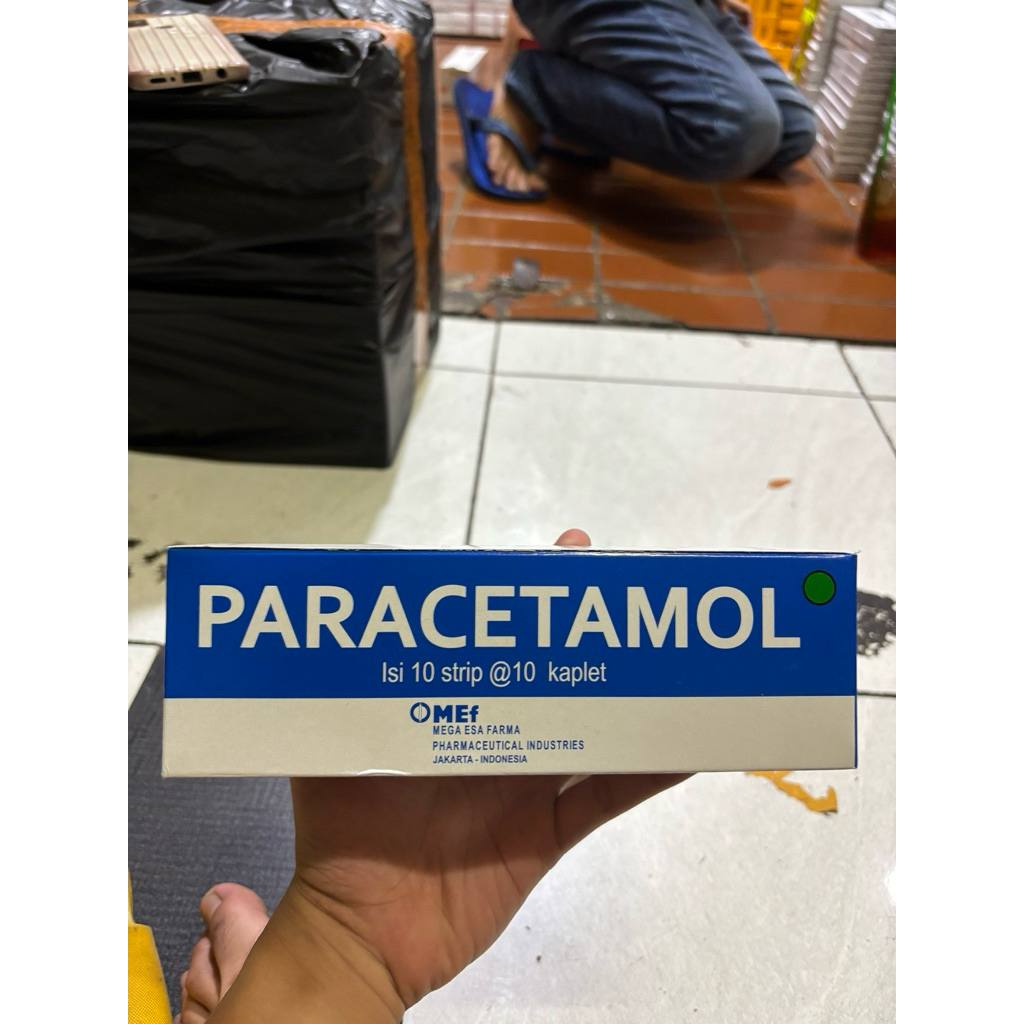 PARACETAMOL
Isi 10 strip @10 kaplet
MEf
MEGA ESA FARMA
PHARMACEUTICAL INDUSTRIES
JAKARTA - INDONESIA